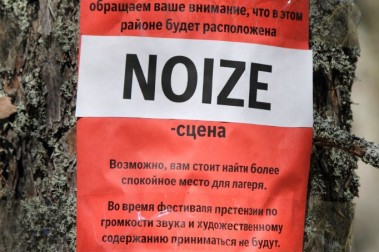 обращаем ваше внимание, что в этом
районе будет расположена
NOIZE
-сцена
Возможно, вам стоит найти более
спокойное место для лагеря.
Во время фестиваля претензии по
громкости звука и художественному
содержанию приниматься не будут.